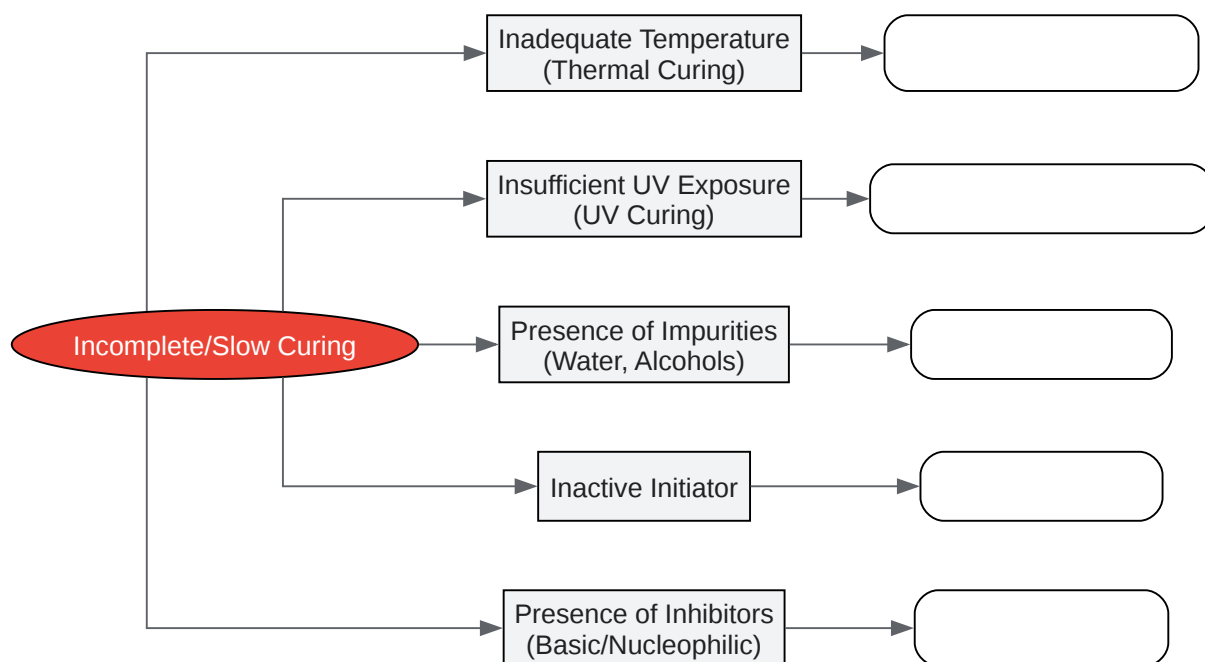 Inadequate Temperature
(Thermal Curing)
Insufficient UV Exposure
(UV Curing)
Incomplete/Slow Curing
Presence of Impurities
(Water, Alcohols)
Inactive Initiator
Presence of Inhibitors
(Basic/Nucleophilic)